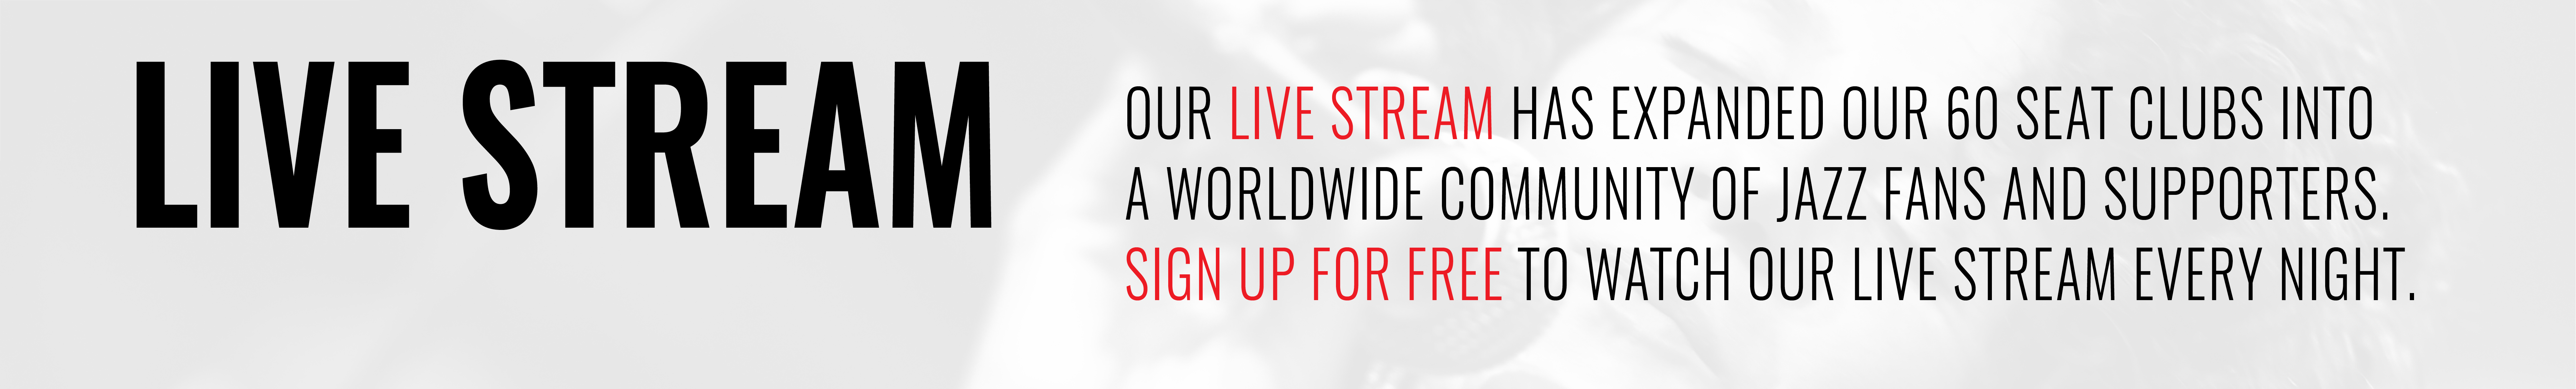 LIVE STREAM
OUR LIVE STREAM HAS EXPANDED OUR 60 SEAT CLUBS INTO
A WORLDWIDE COMMUNITY OF JAZZ FANS AND SUPPORTERS.
SIGN UP FOR FREE TO WATCH OUR LIVE STREAM EVERY NIGHT.